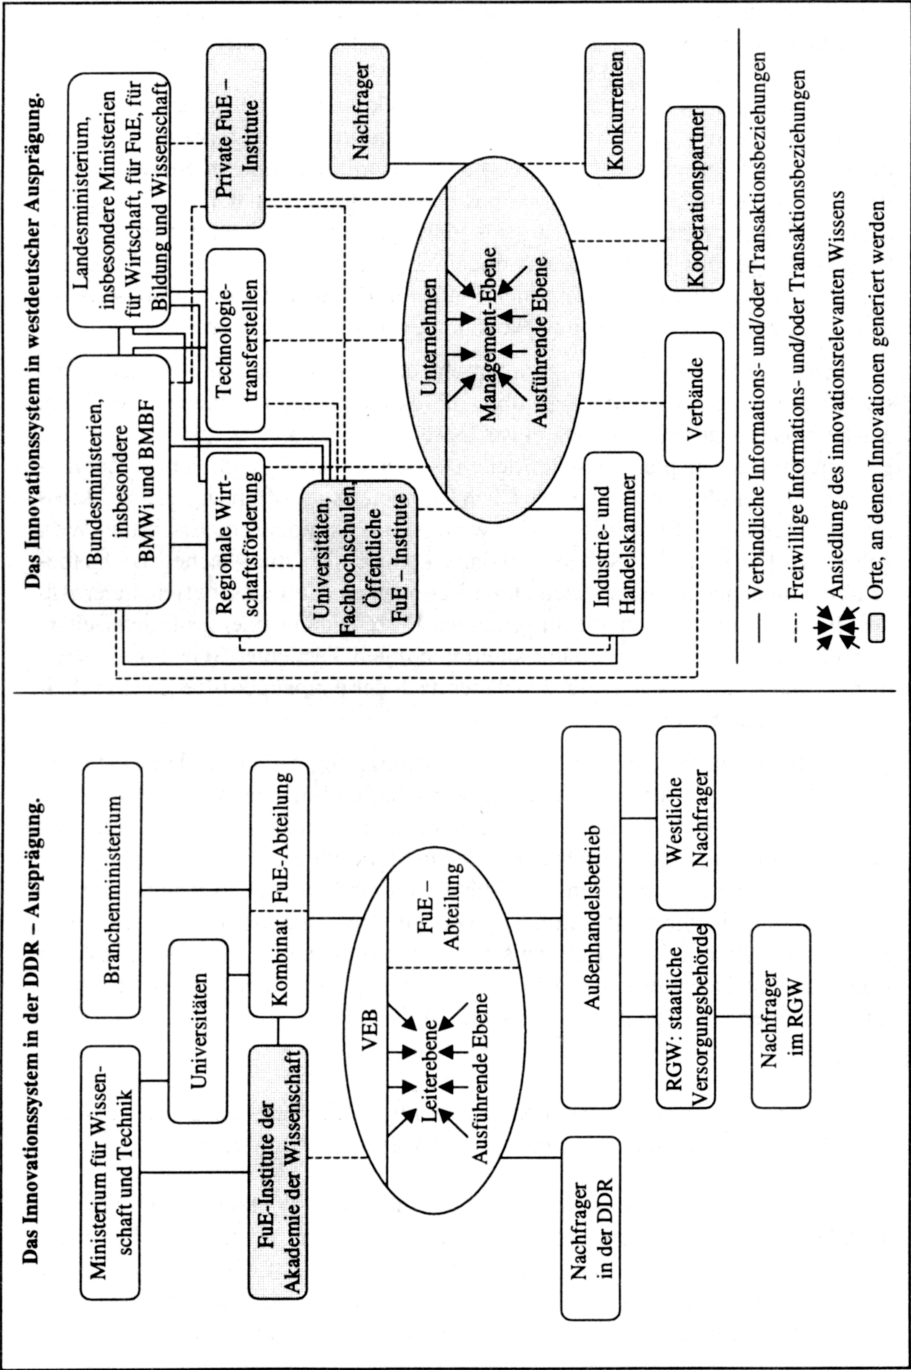 Das Innovationssystem in der DDR – Ausprägung.
Ministerium für Wissen-
schaft und Technik
Branchenministerium
Universitäten
FuE-Institute der
Akademie der Wissenschaft
Kombinat
FuE-Abteilung
VEB
Leiterebene
Ausführende Ebene
FuE –
Abteilung
Nachfrager
in der DDR
Außenhandelsbetrieb
RGW: staatliche
Versorgungsbehörde
Westliche
Nachfrager
Nachfrager
im RGW
Das Innovationssystem in westdeutscher Ausprägung.
Bundesministerien,
insbesondere
BMWi und BMBF
Landesministerium,
insbesondere Ministerien
für Wirtschaft, für FuE, für
Bildung und Wissenschaft
Regionale Wirt-
schaftsförderung
Technologie-
transferstellen
Private FuE –
Institute
Universitäten,
Fachhochschulen,
Öffentliche
FuE – Institute
Nachfrager
Unternehmen
Management-Ebene
Ausführende Ebene
Industrie- und
Handelskammer
Verbände
Kooperationspartner
Konkurrenten
Verbindliche Informations- und/oder Transaktionsbeziehungen
Freiwillige Informations- und/oder Transaktionsbeziehungen
Ansiedlung des innovationsrelevanten Wissens
Orte, an denen Innovationen generiert werden